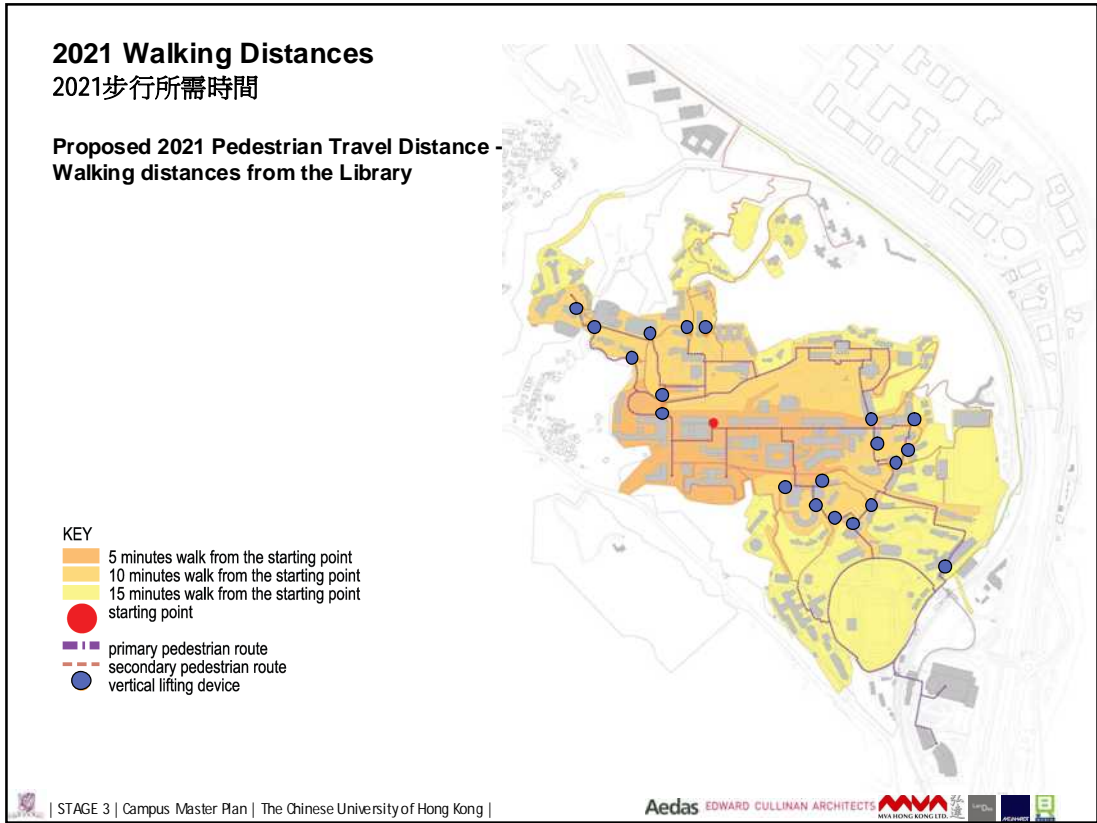 2021 Walking Distances
2021步行所需時間
Proposed 2021 Pedestrian Travel Distance -
Walking distances from the Library
KEY
5 minutes walk from the starting point
10 minutes walk from the starting point
15 minutes walk from the starting point
starting point
primary pedestrian route
secondary pedestrian route
vertical lifting device
| STAGE 3 | Campus Master Plan | The Chinese University of Hong Kong |
Aedas EDWARD CULLINAN ARCHITECTS MVA 弘達
MVA HONG KONG LTD.